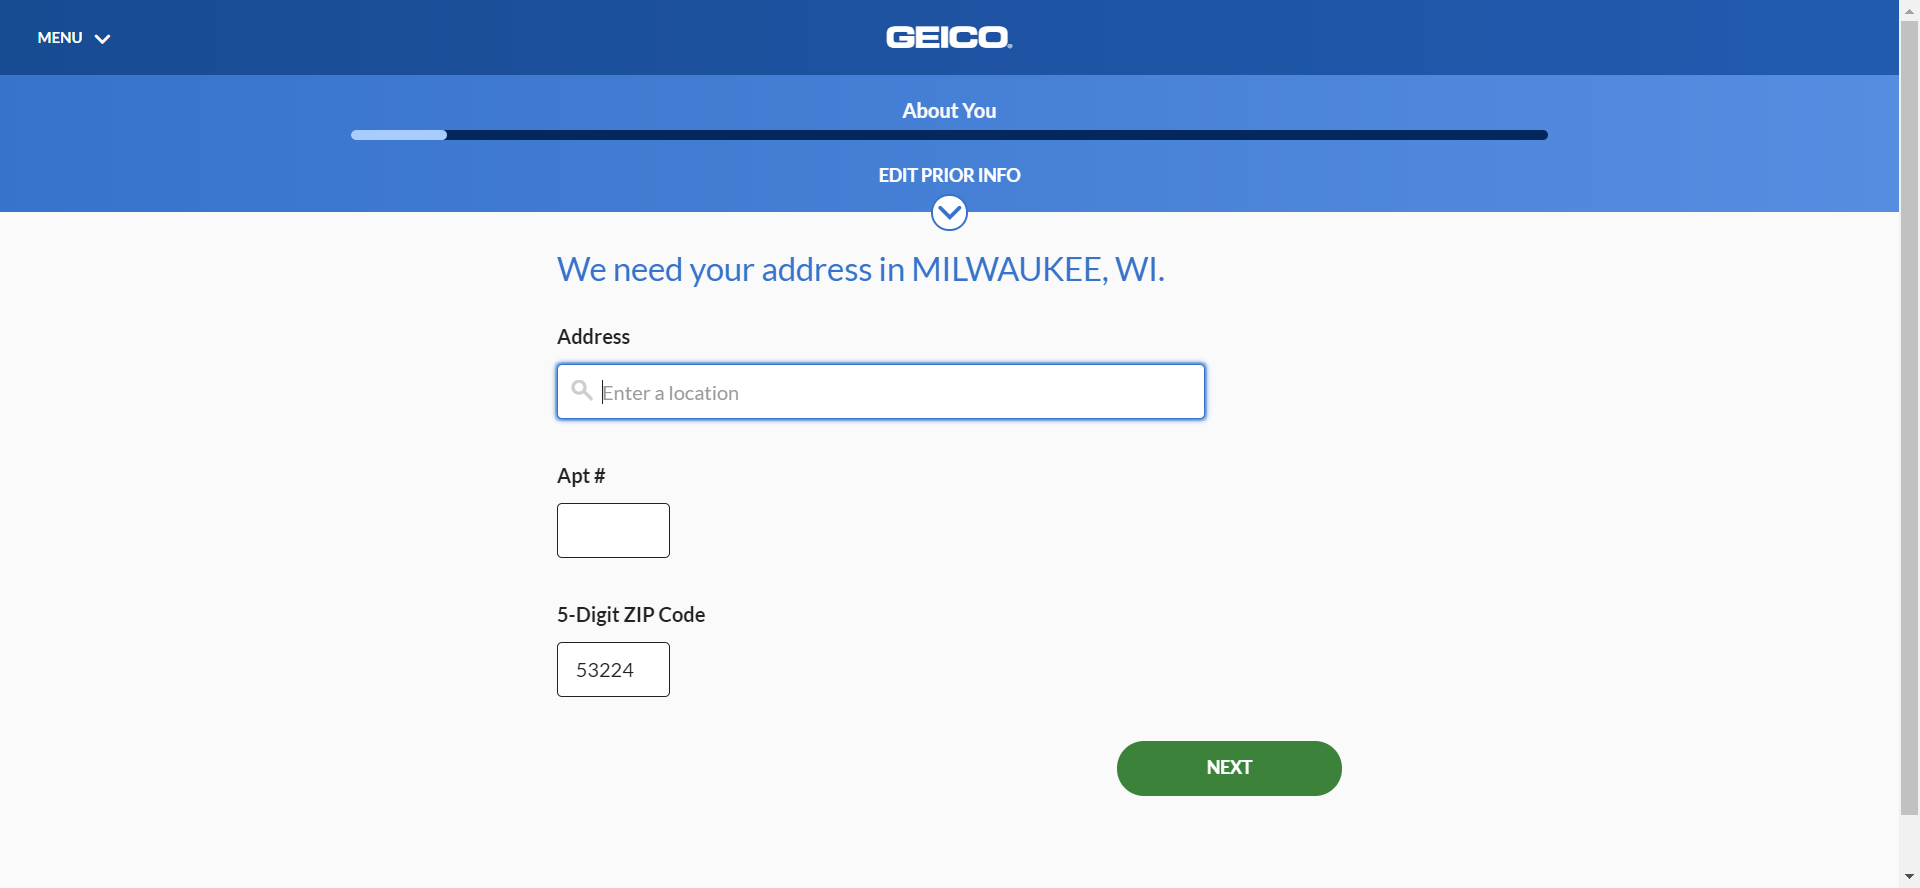 MENU
GEICO
About You
EDIT PRIOR INFO
We need your address in MILWAUKEE, WI.
Address
Enter a location
Apt #
5-Digit ZIP Code
53224
NEXT